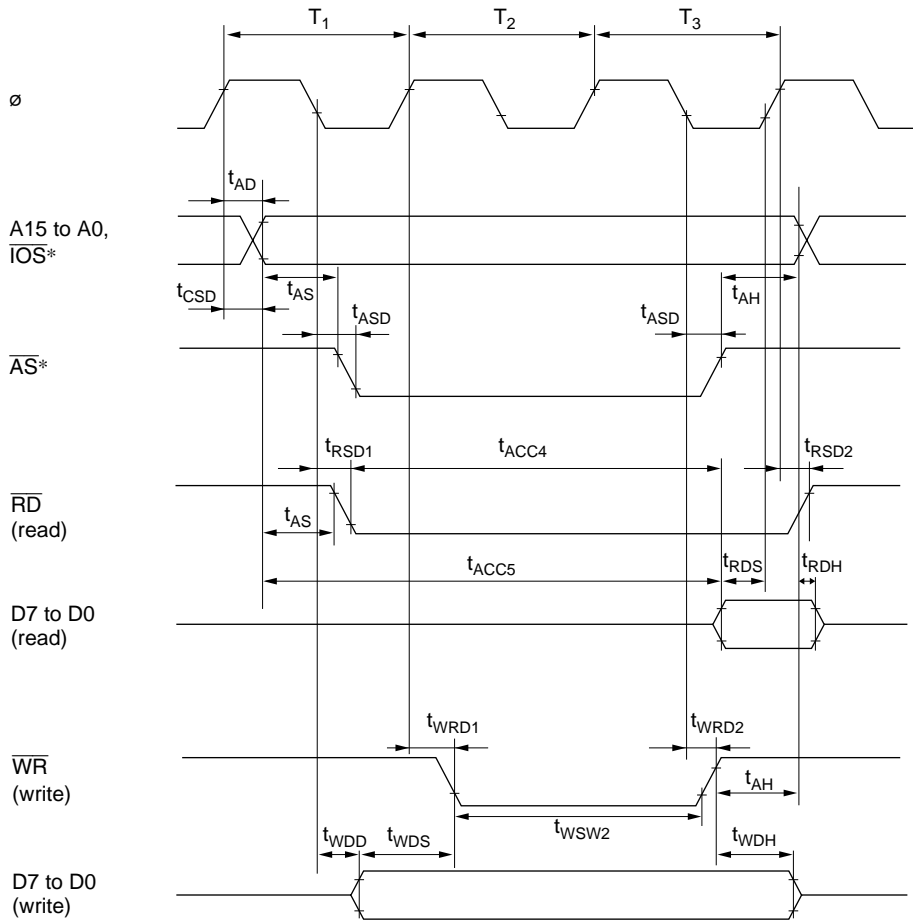 T1 T2 T3
ø
tAD
A15 to A0,
IOS*
tCSD tAS tAH
tASD tASD
AS*
tRSD1 tACC4 tRSD2
RD
(read)
tAS
tACC5 tRDS tRDH
D7 to D0
(read)
tWRD1 tWRD2
WR
(write)
tAH
tWSW2
tWDD tWDS tWDH
D7 to D0
(write)